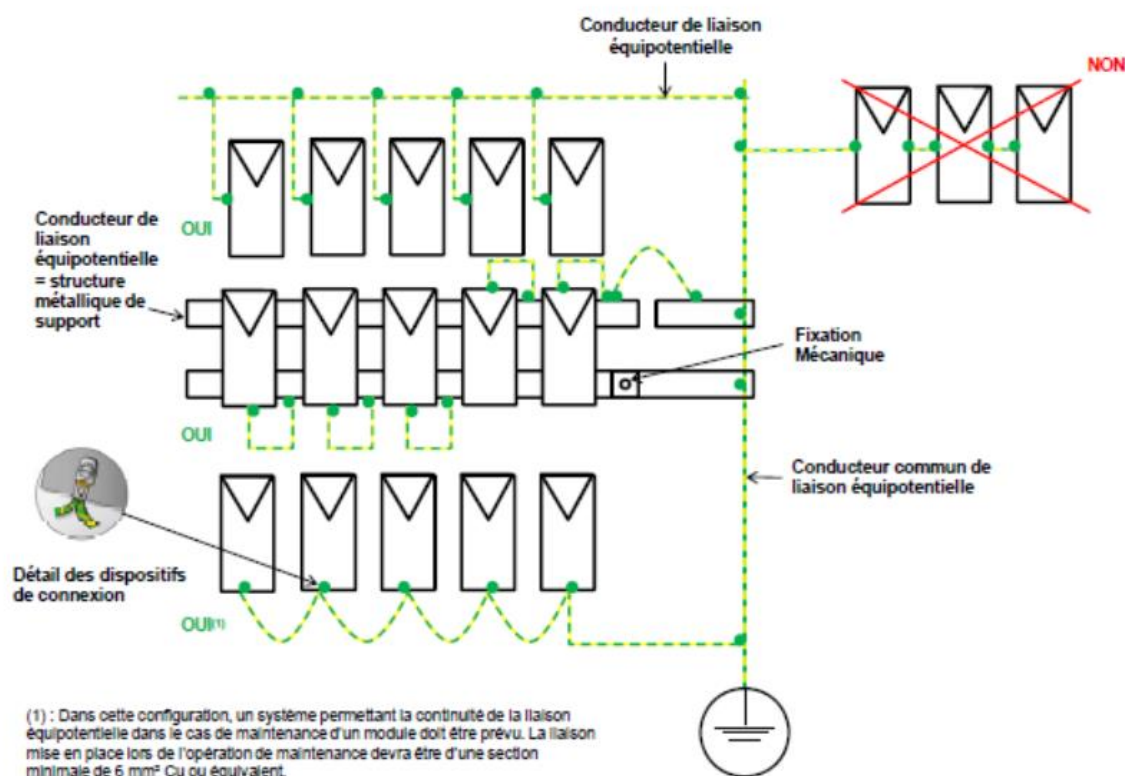 Conducteur de liaison
équipotentielle
NON
Conducteur de
liaison
équipotentielle
= structure
métallique de
support
OUI
Fixation
Mécanique
OUI
Conducteur commun de
liaison équipotentielle
Détail des dispositifs
de connexion
OUI(1)
(1) : Dans cette configuration, un système permettant la continuité de la liaison
équipotentielle dans le cas de maintenance d'un module doit être prévu. La liaison
mise en place lors de l'opération de maintenance devra être d'une section
minimale de 6 mm² Cu ou équivalent.